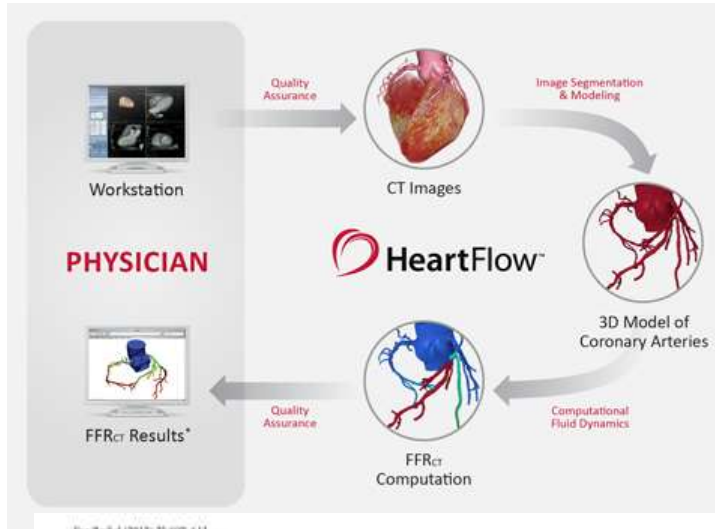 Quality
Assurance
Image Segmentation
& Modeling
Workstation
CT Images
PHYSICIAN
HeartFlow™
3D Model of
Coronary Arteries
FFRCT Results*
Quality
Assurance
Computational
Fluid Dynamics
FFRCT
Computation